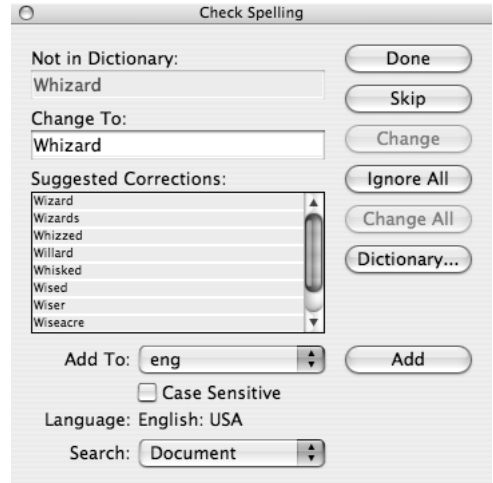 Check Spelling
Not in Dictionary:
Whizard
Change To:
Whizard
Suggested Corrections:
Wizard
Wizards
Whizzed
Willard
Whisked
Wised
Wiser
Wiseacre
Done
Skip
Change
Ignore All
Change All
Dictionary...
Add To: eng
Add
Case Sensitive
Language: English: USA
Search: Document